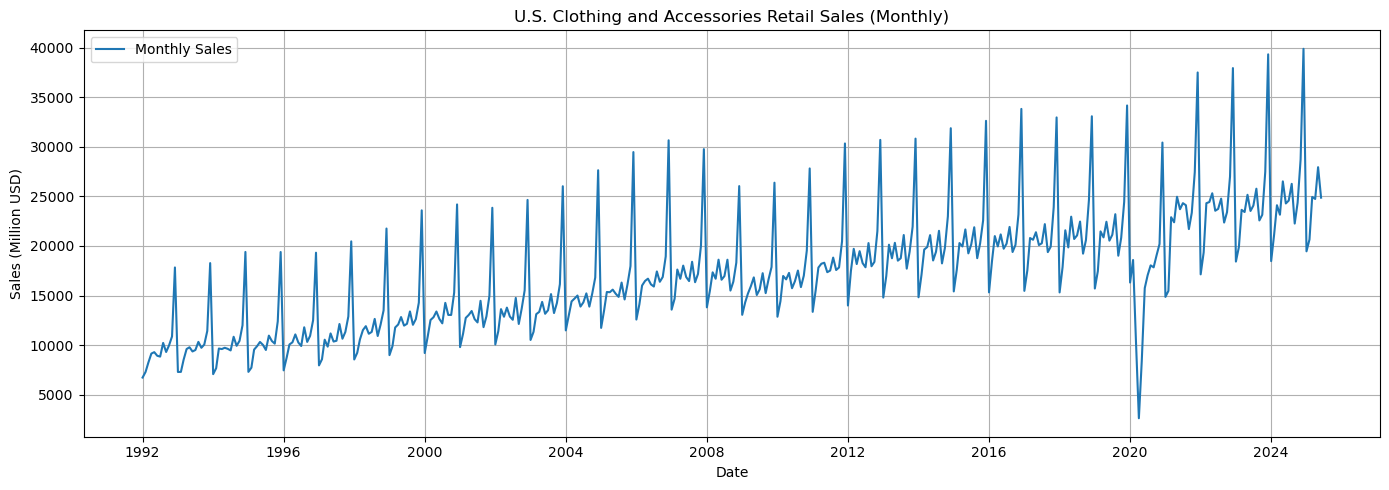 U.S. Clothing and Accessories Retail Sales (Monthly)
Monthly Sales
Sales (Million USD)
40000
35000
30000
25000
20000
15000
10000
5000
1992 1996 2000 2004 2008 2012 2016 2020 2024
Date